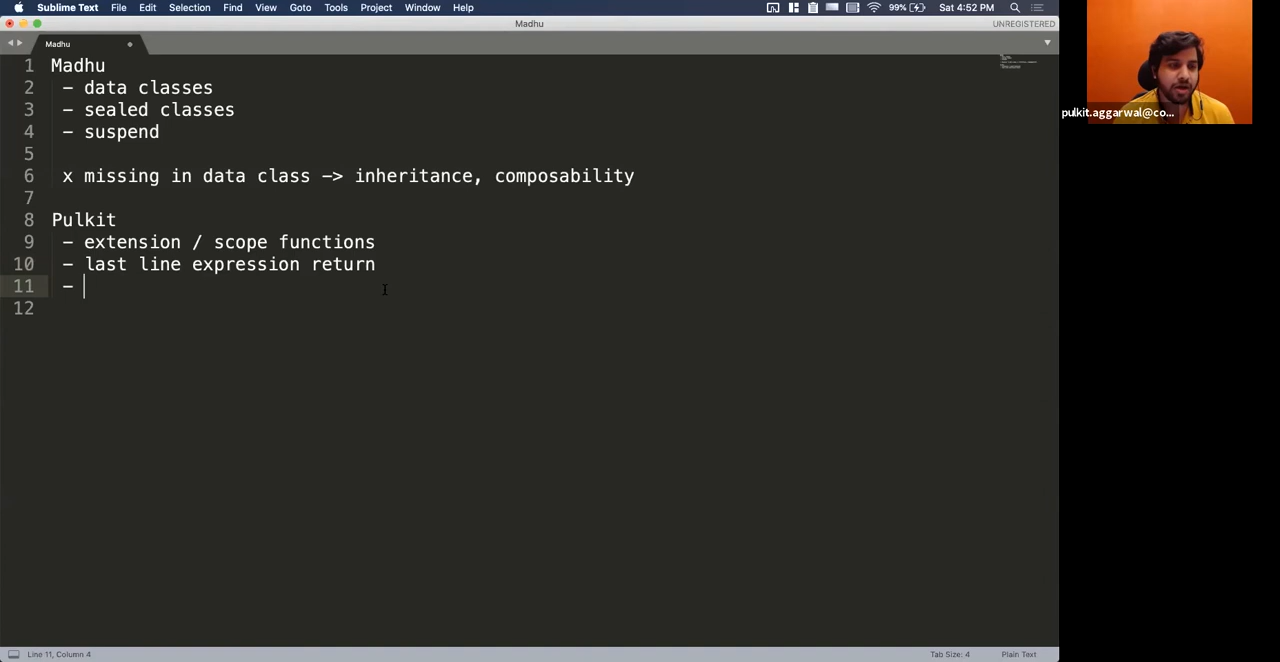 Sublime Text File Edit Selection Find View Goto Tools Project Window Help 99% Sat 4:52 PM
Madhu UNREGISTERED
Madhu
1 Madhu
2 - data classes
3 - sealed classes
4 - suspend
5
6 x missing in data class -> inheritance, composability
7
8 Pulkit
9 - extension / scope functions
10 - last line expression return
11 -
12
pulkit.aggarwal@co...
Line 11, Column 4 Tab Size: 4 Plain Text